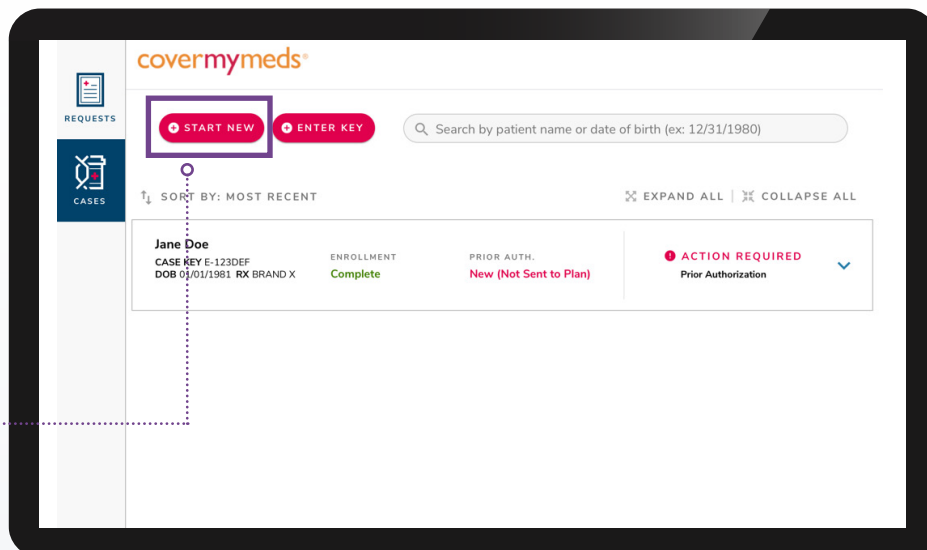 covermymeds®
REQUESTS
START NEW
ENTER KEY
Search by patient name or date of birth (ex: 12/31/1980)
CASES
SORT BY: MOST RECENT
EXPAND ALL | COLLAPSE ALL
Jane Doe
CASE KEY E-123DEF
DOB 01/01/1981 RX BRAND X
ENROLLMENT
Complete
PRIOR AUTH.
New (Not Sent to Plan)
ACTION REQUIRED
Prior Authorization